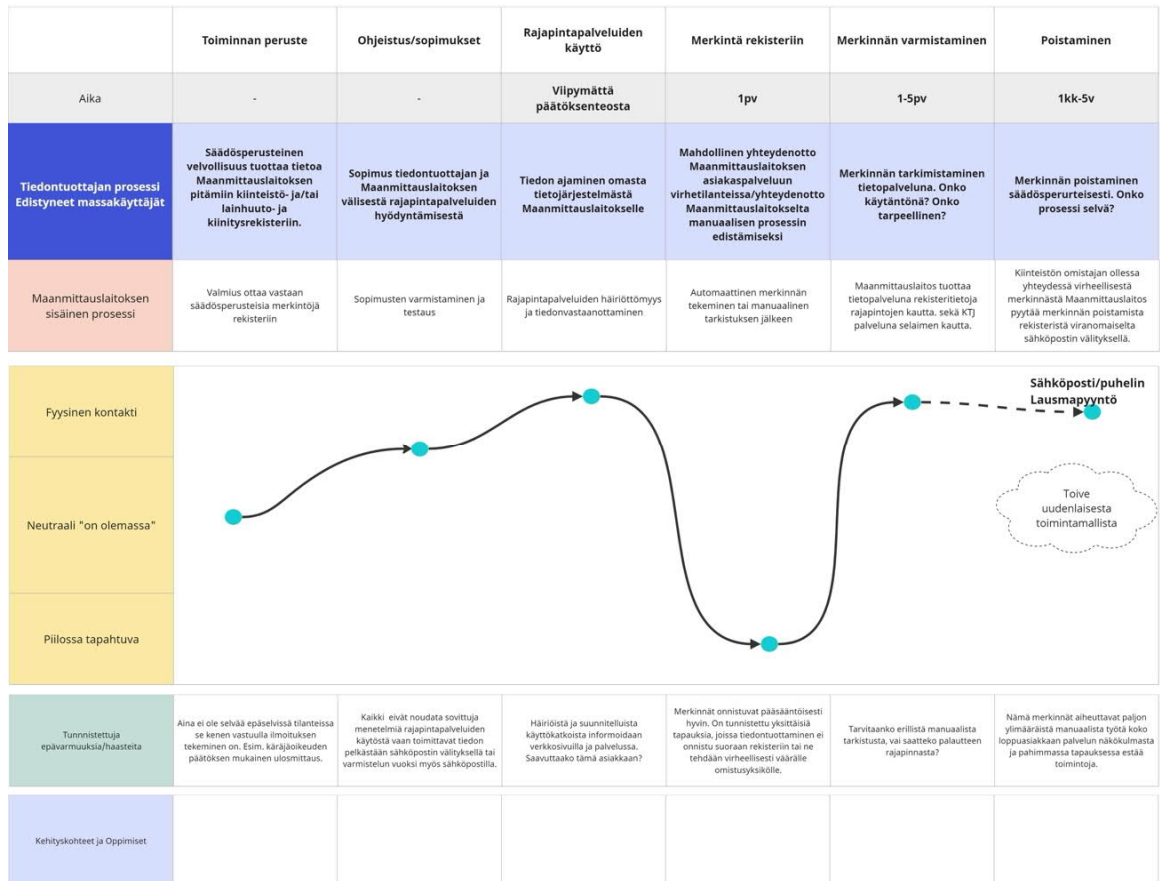 Toiminnan peruste
Ohjeistus/sopimukset
Rajapintapalveluiden
käyttö
Merkintä rekisteriin
Merkinnän varmistaminen
Poistaminen
Aika
-
-
Viipymättä
päätöksenteosta
1pv
1-5pv
1kk-5v
Tiedontuottajan prosessi
Edistyneet massakäyttäjät
Säädösperusteinen
velvollisuus tuottaa tietoa
Maanmittauslaitoksen
pitämiin kiinteistö- ja/tai
lainhuuto- ja
kiinnitysrekisteriin.
Sopimus tiedontuottajan ja
Maanmittauslaitoksen
välisestä rajapintapalveluiden
hyödyntämisestä
Tiedon ajaminen omasta
tietojärjestelmästä
Maanmittauslaitokselle
Mahdollinen yhteydenotto
Maanmittauslaitoksen
asiakaspalveluun
virhetilanteissa/yhteydenotto
Maanmittauslaitokselta
manuaalisen prosessin
edistämiseksi
Merkinnän tarkimistaminen
tietopalveluna. Onko
käytäntönä? Onko
tarpeellinen?
Merkinnän poistaminen
säädösperurteisesti. Onko
prosessi selvä?
Maanmittauslaitoksen
sisäinen prosessi
Valmius ottaa vastaan
säädösperusteisia merkintöjä
rekisteriin
Sopimusten varmistaminen ja
testaus
Rajapintapalveluiden häiriöttömyys
ja tiedonvastaanottaminen
Automaattinen merkinnän
tekeminen tai manuaalinen
tarkistuksen jälkeen
Maanmittauslaitos tuottaa
tietopalveluna rekisteritietoja
rajapintojen kautta. sekä KTJ
palveluna selaimen kautta.
Kiinteistön omistajan ollessa
yhteydessä virheellisestä
merkinnästä Maanmittauslaitos
pyytää merkinnän poistamista
rekisteristä viranomaiselta
sähköpostin välityksellä.
Fyysinen kontakti
Neutraali "on olemassa"
Piilossa tapahtuva
Sähköposti/puhelin
Lausmapyyntö
Toive
uudenlaisesta
toimintamallista
Tunnnistettuja
epävarmuuksia/haasteita
Aina ei ole selvää epäselvissä tilanteissa
se kenen vastuulla ilmoituksen
tekeminen on. Esim. käräjäoikeuden
päätöksen mukainen ulosmittaus.
Kaikki eivät noudata sovittuja
menetelmiä rajapintapalveluiden
käytöstä vaan toimittavat tiedon
pelkästään sähköpostin välityksellä tai
varmistelun vuoksi myös sähköpostilla.
Häiriöistä ja suunnitelluista
käyttökatkoista informoidaan
verkkosivuilla ja palvelussa.
Saavuttaako tämä asiakkaan?
Merkinnät onnistuvat pääsääntöisesti
hyvin. On tunnistettu yksittäisiä
tapauksia, joissa tiedontuottaminen ei
onnistu suoraan rekisteriin tai ne
tehdään virheellisesti väärälle
omistusyksikölle.
Tarvitaanko erillistä manuaalista
tarkistusta, vai saatteko palautteen
rajapinnasta?
Nämä merkinnät aiheuttavat paljon
ylimääräistä manuaalista työtä koko
loppuasiakkaan palvelun näkökulmasta
ja pahimmassa tapauksessa estää
toimintoja.
Kehityskohteet ja Oppimiset